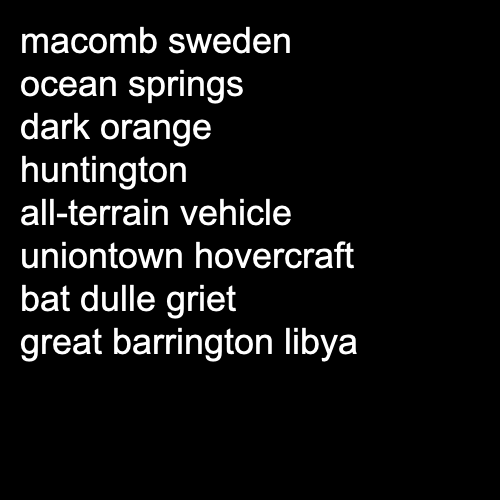 macomb sweden
ocean springs
dark orange
huntington
all-terrain vehicle
uniontown hovercraft
bat dulle griet
great barrington libya